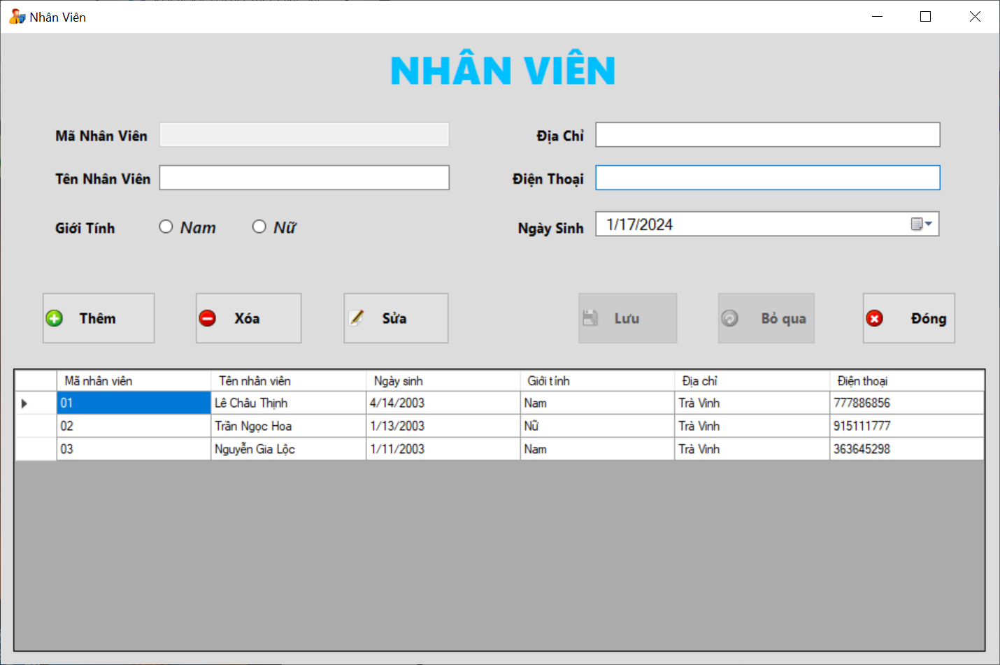 Nhân Viên
NHÂN VIÊN
Mã Nhân Viên
Địa Chỉ
Tên Nhân Viên
Điện Thoại
Giới Tính Nam Nữ
Ngày Sinh 1/17/2024
Thêm Xóa Sửa Lưu Bỏ qua Đóng
Mã nhân viên Tên nhân viên Ngày sinh Giới tính Địa chỉ Điện thoại
01 Lê Châu Thịnh 4/14/2003 Nam Trà Vinh 777886856
02 Trần Ngọc Hoa 1/13/2003 Nữ Trà Vinh 915111777
03 Nguyễn Gia Lộc 1/11/2003 Nam Trà Vinh 363645298